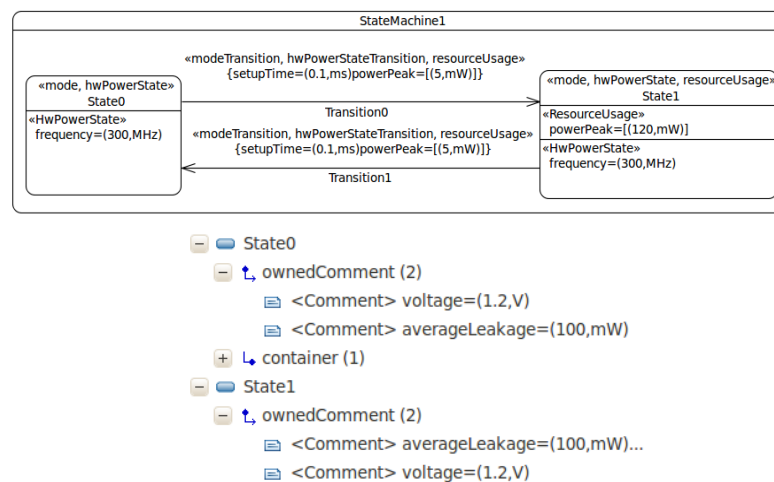 StateMachine1
«modeTransition, hwPowerStateTransition, resourceUsage»
{setupTime=(0.1,ms)powerPeak=[(5,mW)]}
Transition0
«mode, hwPowerState»
State0
«HwPowerState»
frequency=(300,MHz)
«modeTransition, hwPowerStateTransition, resourceUsage»
{setupTime=(0.1,ms)powerPeak=[(5,mW)]}
Transition1
«mode, hwPowerState, resourceUsage»
State1
«ResourceUsage»
powerPeak=[(120,mW)]
«HwPowerState»
frequency=(300,MHz)
State0
ownedComment (2)
<Comment> voltage=(1.2,V)
<Comment> averageLeakage=(100,mW)
container (1)
State1
ownedComment (2)
<Comment> averageLeakage=(100,mW)...
<Comment> voltage=(1.2,V)